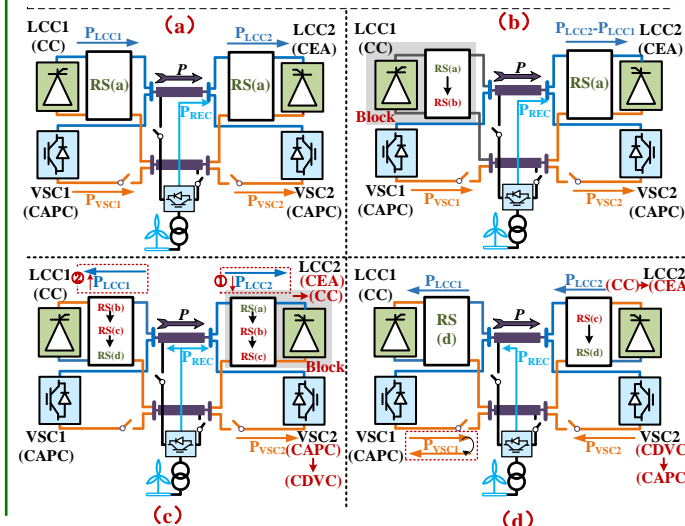 (a)
LCC1
(CC)
P_LCC1
P_LCC2
LCC2
(CEA)
RS(a)
P
RS(a)
P_REC
VSC1
(CAPC)
P_VSC1
P_VSC2
VSC2
(CAPC)
(b)
LCC1
(CC)
P_LCC2-P_LCC1
LCC2
(CEA)
RS(a)
RS(b)
Block
P
RS(a)
P_REC
VSC1
(CAPC)
P_VSC1
P_VSC2
VSC2
(CAPC)
LCC1
(CC)
② P_LCC1
① P_LCC2
LCC2
(CEA)
(CC)
RS(b)
RS(c)
RS(d)
P
RS(a)
RS(b)
RS(c)
Block
P_REC
VSC1
(CAPC)
P_VSC2
VSC2
(CAPC)
(CDVC)
(c)
LCC1
(CC)
P_LCC1
P_LCC2
(CC)
LCC2
(CEA)
RS
(d)
P
RS(c)
RS(d)
P_REC
VSC1
(CAPC)
P_VSC1
P_VSC2
VSC2
(CDVC)
(CAPC)
(d)